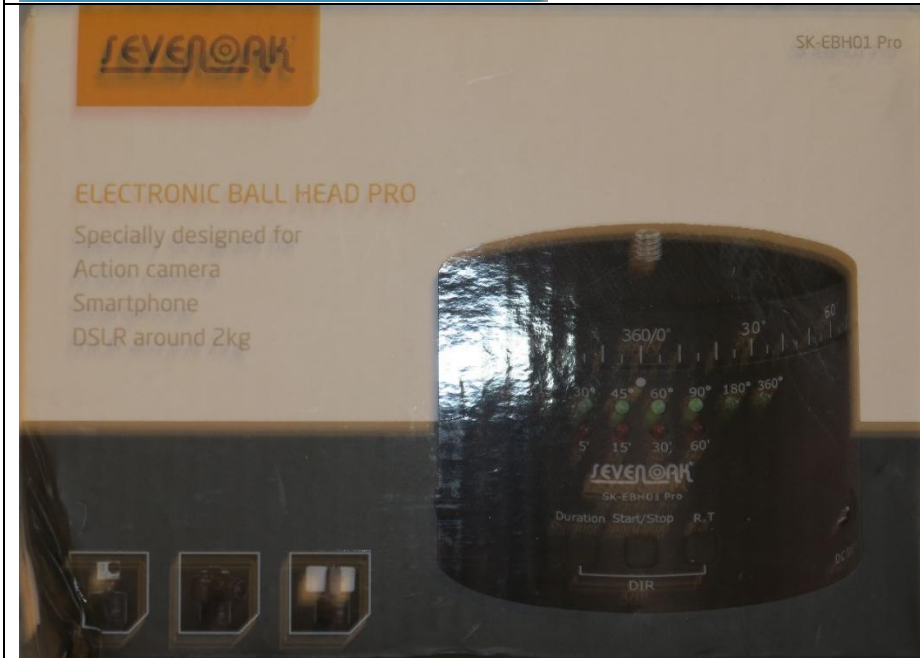 SEVENOAK
SK-EBH01 Pro
ELECTRONIC BALL HEAD PRO
Specially designed for
Action camera
Smartphone
DSLR around 2kg
360/0° 30° 60°
30° 45° 60° 90° 180° 360°
5' 15' 30' 60'
SEVENOAK
SK-EBH01 Pro
Duration Start/Stop R.T
DIR